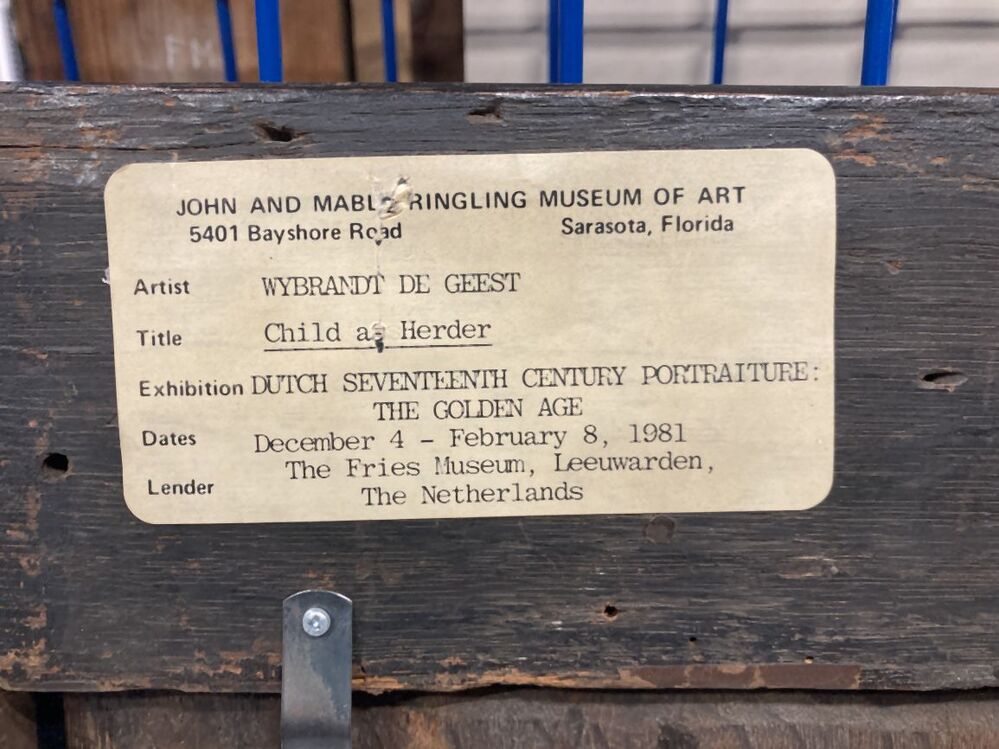 FM
JOHN AND MABLE RINGLING MUSEUM OF ART
5401 Bayshore Road Sarasota, Florida
Artist WYBRANDT DE GEEST
Title Child as Herder
Exhibition DUTCH SEVENTEENTH CENTURY PORTRAITURE:
THE GOLDEN AGE
Dates December 4 - February 8, 1981
The Fries Museum, Leeuwarden,
Lender The Netherlands